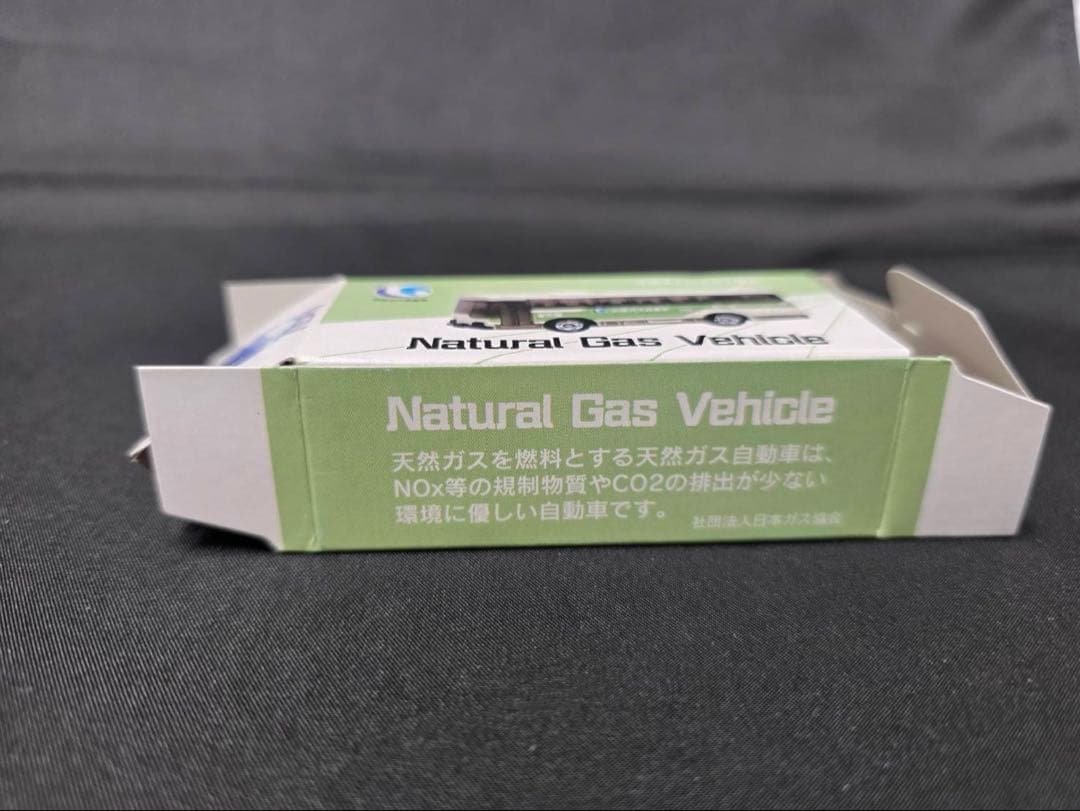 Natural Gas Vehicle
Natural Gas Vehicle
天然ガスを燃料とする天然ガス自動車は、
NOx等の規制物質やCO2の排出が少ない
環境に優しい自動車です。
社団法人日本ガス協会